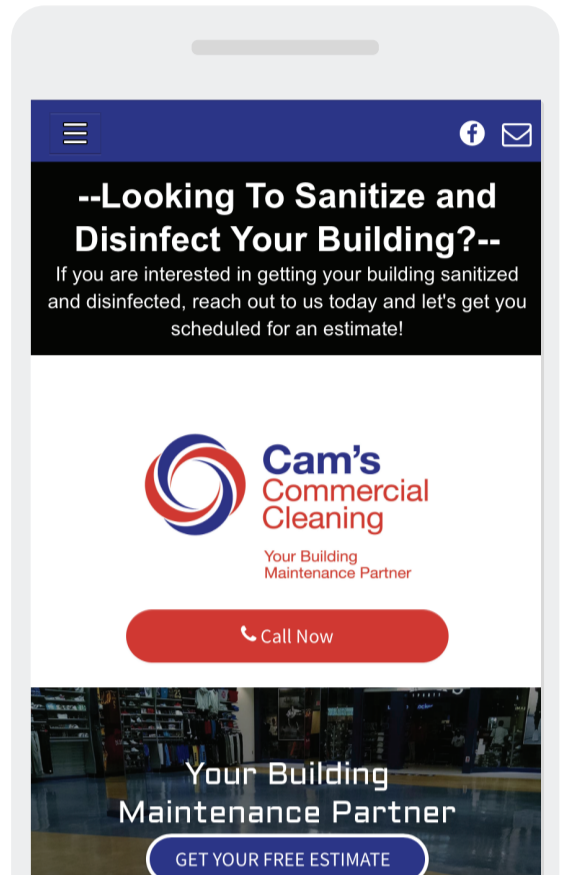 --Looking To Sanitize and
Disinfect Your Building?--
If you are interested in getting your building sanitized
and disinfected, reach out to us today and let's get you
scheduled for an estimate!
Cam's
Commercial
Cleaning
Your Building
Maintenance Partner
Call Now
Your Building
Maintenance Partner
GET YOUR FREE ESTIMATE